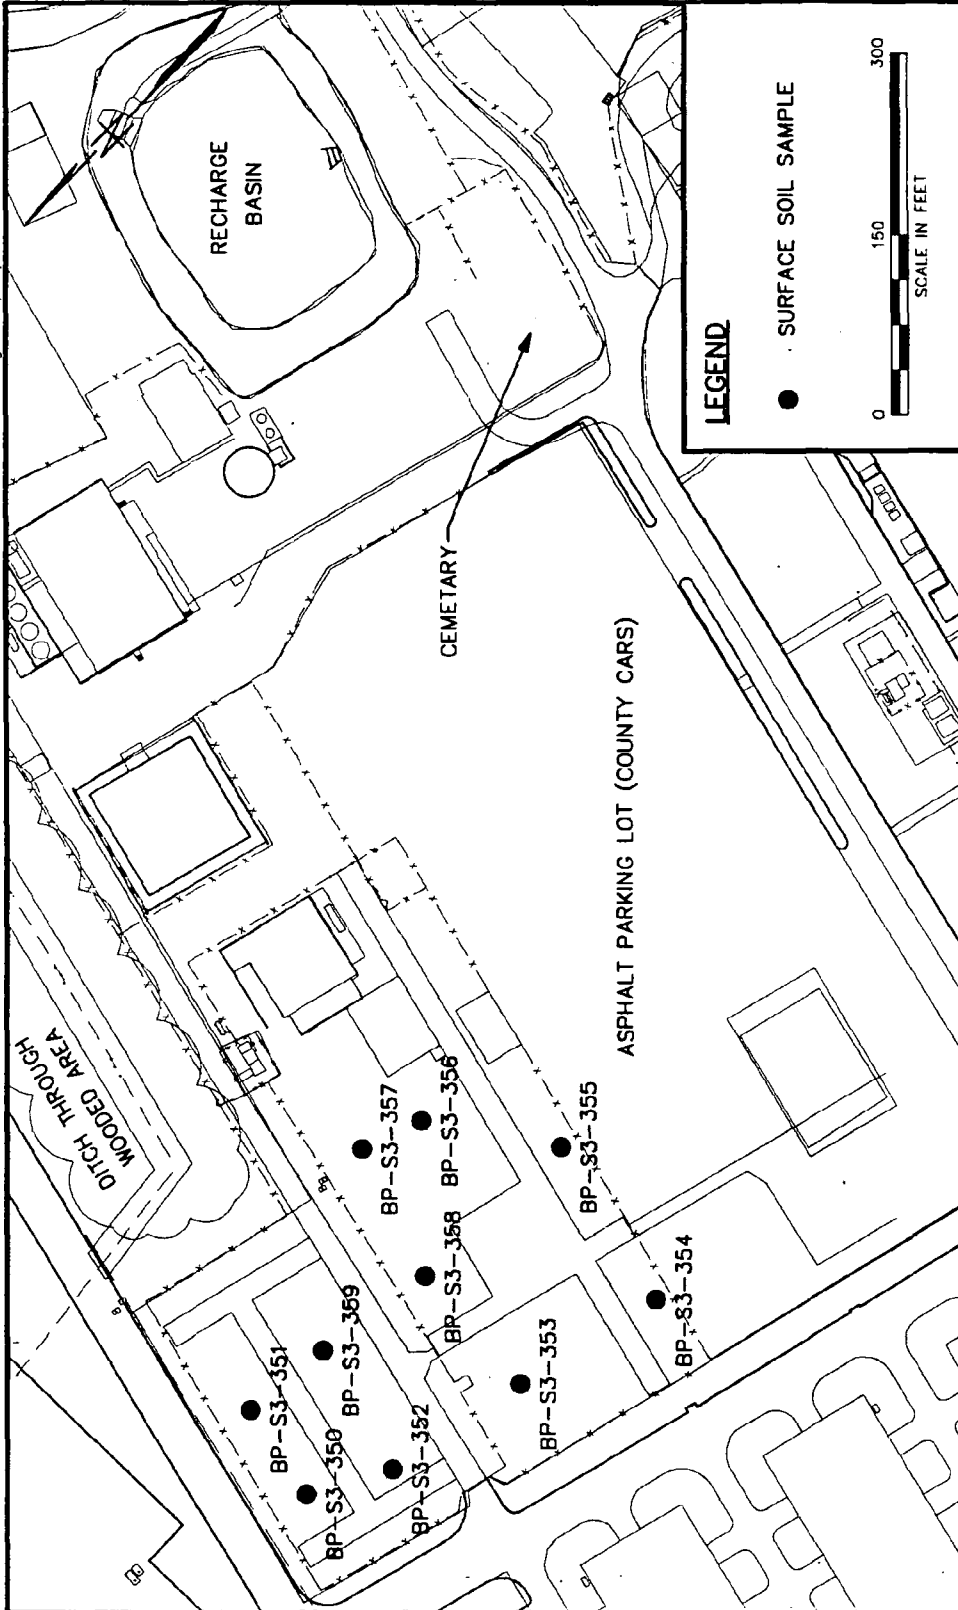 RECHARGE
BASIN
CEMETARY
ASPHALT PARKING LOT (COUNTY CARS)
DITCH THROUGH
WOODED AREA
BP-S3-350
BP-S3-351
BP-S3-352
BP-S3-359
BP-S3-358
BP-S3-357
BP-S3-356
BP-S3-353
BP-S3-354
BP-S3-355
LEGEND
SURFACE SOIL SAMPLE
0 150 300
SCALE IN FEET